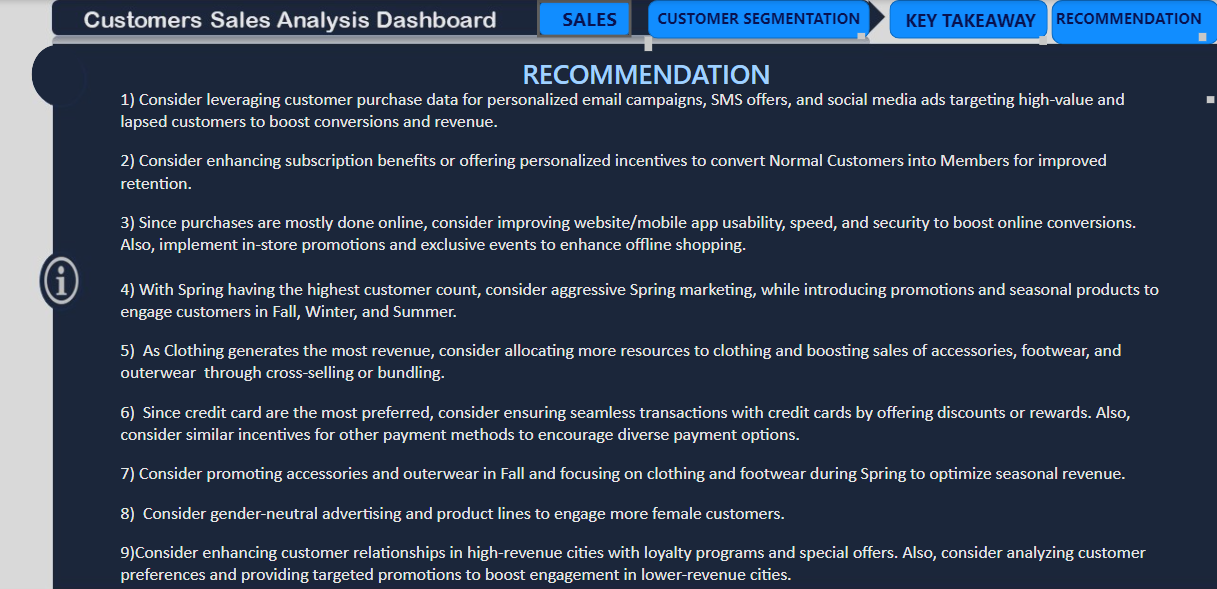 Customers Sales Analysis Dashboard
SALES
CUSTOMER SEGMENTATION
KEY TAKEAWAY
RECOMMENDATION
RECOMMENDATION
1) Consider leveraging customer purchase data for personalized email campaigns, SMS offers, and social media ads targeting high-value and
lapsed customers to boost conversions and revenue.
2) Consider enhancing subscription benefits or offering personalized incentives to convert Normal Customers into Members for improved
retention.
3) Since purchases are mostly done online, consider improving website/mobile app usability, speed, and security to boost online conversions.
Also, implement in-store promotions and exclusive events to enhance offline shopping.
4) With Spring having the highest customer count, consider aggressive Spring marketing, while introducing promotions and seasonal products to
engage customers in Fall, Winter, and Summer.
5)  As Clothing generates the most revenue, consider allocating more resources to clothing and boosting sales of accessories, footwear, and
outerwear  through cross-selling or bundling.
6)  Since credit card are the most preferred, consider ensuring seamless transactions with credit cards by offering discounts or rewards. Also,
consider similar incentives for other payment methods to encourage diverse payment options.
7) Consider promoting accessories and outerwear in Fall and focusing on clothing and footwear during Spring to optimize seasonal revenue.
8)  Consider gender-neutral advertising and product lines to engage more female customers.
9)Consider enhancing customer relationships in high-revenue cities with loyalty programs and special offers. Also, consider analyzing customer
preferences and providing targeted promotions to boost engagement in lower-revenue cities.